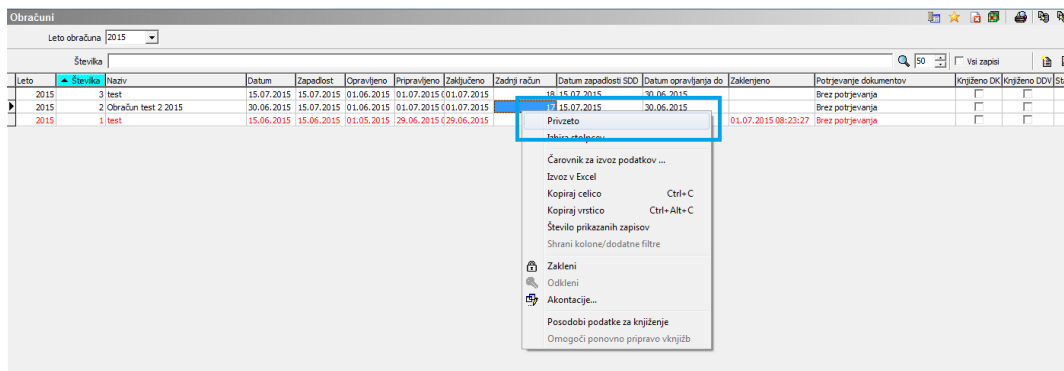 Obračuni
Leto obračuna 2015
Številka 50 Vsi zapisi
Leto Številka Naziv Datum Zapadlost Opravljeno Pripravljeno Zaključeno Zadnji račun Datum zapadlosti SDD Datum opravljanja do Zaklenjeno Potrjevanje dokumentov Knjiženo DK Knjiženo DDV Sta
2015 3 test 15.07.2015 15.07.2015 01.06.2015 01.07.2015 ( 01.07.2015 18 15.07.2015 30.06.2015 Brez potrjevanja
2015 2 Obračun test 2 2015 30.06.2015 15.07.2015 01.06.2015 01.07.2015 ( 01.07.2015 17 15.07.2015 30.06.2015 Brez potrjevanja
2015 1 test 15.06.2015 15.06.2015 01.05.2015 29.06.2015 ( 29.06.2015 01.07.2015 08:23:27 Brez potrjevanja
Privzeto
Izbira stolpcev
Čarovnik za izvoz podatkov ...
Izvoz v Excel
Kopiraj celico Ctrl+C
Kopiraj vrstico Ctrl+Alt+C
Število prikazanih zapisov
Shrani kolone/dodatne filtre
Zakleni
Odkleni
Akontacije...
Posodobi podatke za knjiženje
Omogoči ponovno pripravo vknjižb